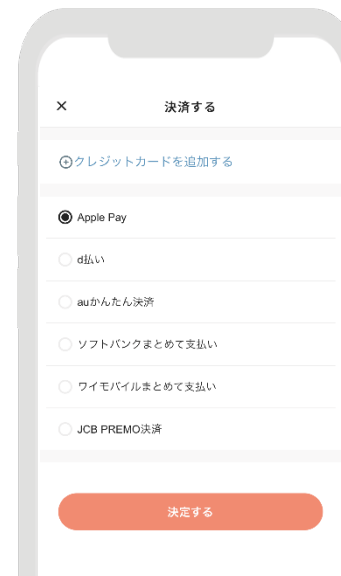 × 決済する
クレジットカードを追加する
Apple Pay
d払い
auかんたん決済
ソフトバンクまとめて支払い
ワイモバイルまとめて支払い
JCB PREMO決済
決定する